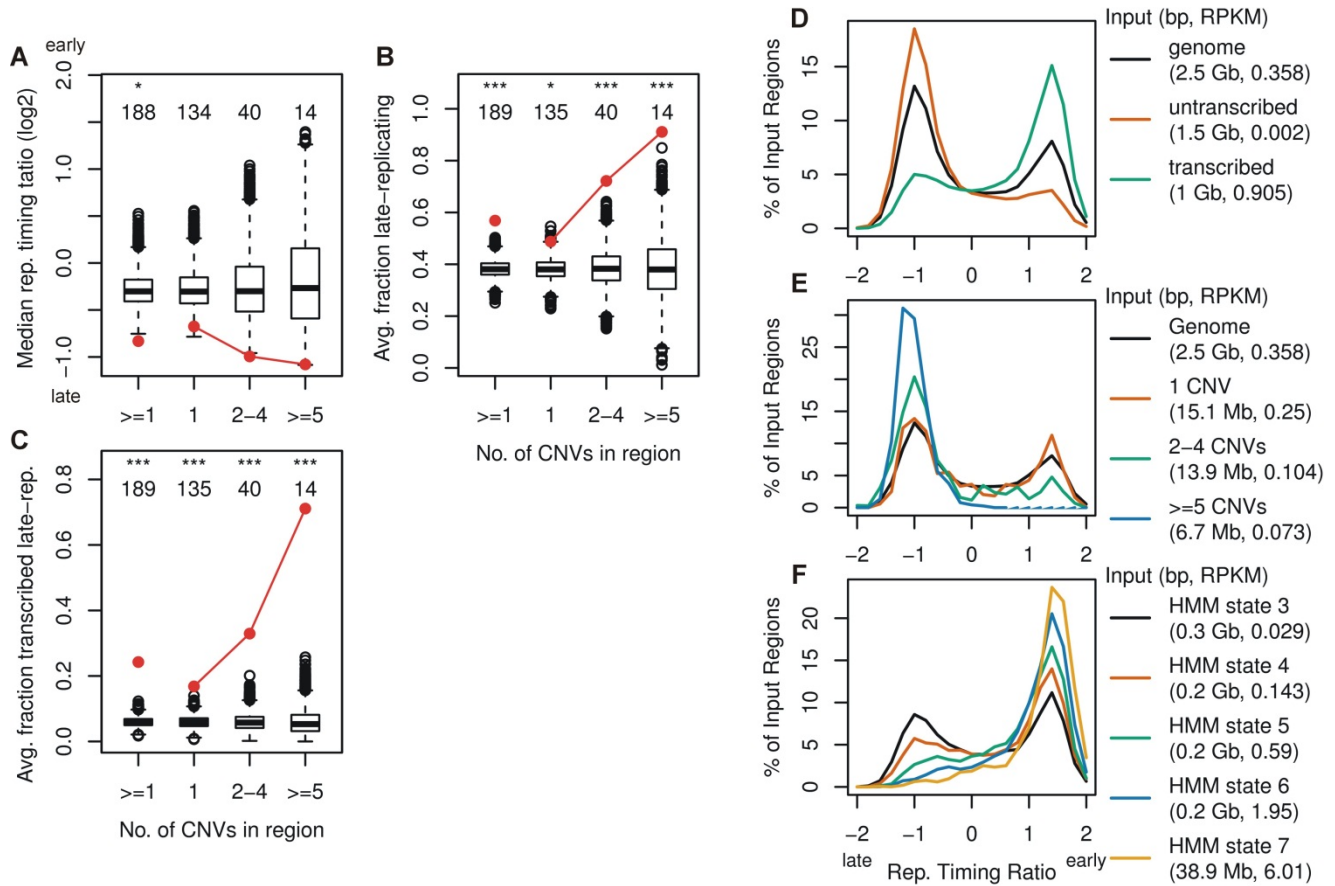 A
early
Median rep. timing tatio (log2)
2.0
1.0
0.0
−1.0
late
*
188 134 40 14
>=1 1 2−4 >=5
B
Avg. fraction late−replicating
1.0
0.8
0.6
0.4
0.2
0.0
*** * *** ***
189 135 40 14
>=1 1 2−4 >=5
No. of CNVs in region
C
Avg. fraction transcribed late−rep.
0.8
0.6
0.4
0.2
0.0
*** *** *** ***
189 135 40 14
>=1 1 2−4 >=5
No. of CNVs in region
D
% of Input Regions
15
10
5
0
−2 −1 0 1 2
Input (bp, RPKM)
genome
(2.5 Gb, 0.358)
untranscribed
(1.5 Gb, 0.002)
transcribed
(1 Gb, 0.905)
E
% of Input Regions
25
15
5
0
−2 −1 0 1 2
Input (bp, RPKM)
Genome
(2.5 Gb, 0.358)
1 CNV
(15.1 Mb, 0.25)
2−4 CNVs
(13.9 Mb, 0.104)
>=5 CNVs
(6.7 Mb, 0.073)
F
% of Input Regions
20
15
10
5
0
−2 −1 0 1 2
late Rep. Timing Ratio early
Input (bp, RPKM)
HMM state 3
(0.3 Gb, 0.029)
HMM state 4
(0.2 Gb, 0.143)
HMM state 5
(0.2 Gb, 0.59)
HMM state 6
(0.2 Gb, 1.95)
HMM state 7
(38.9 Mb, 6.01)